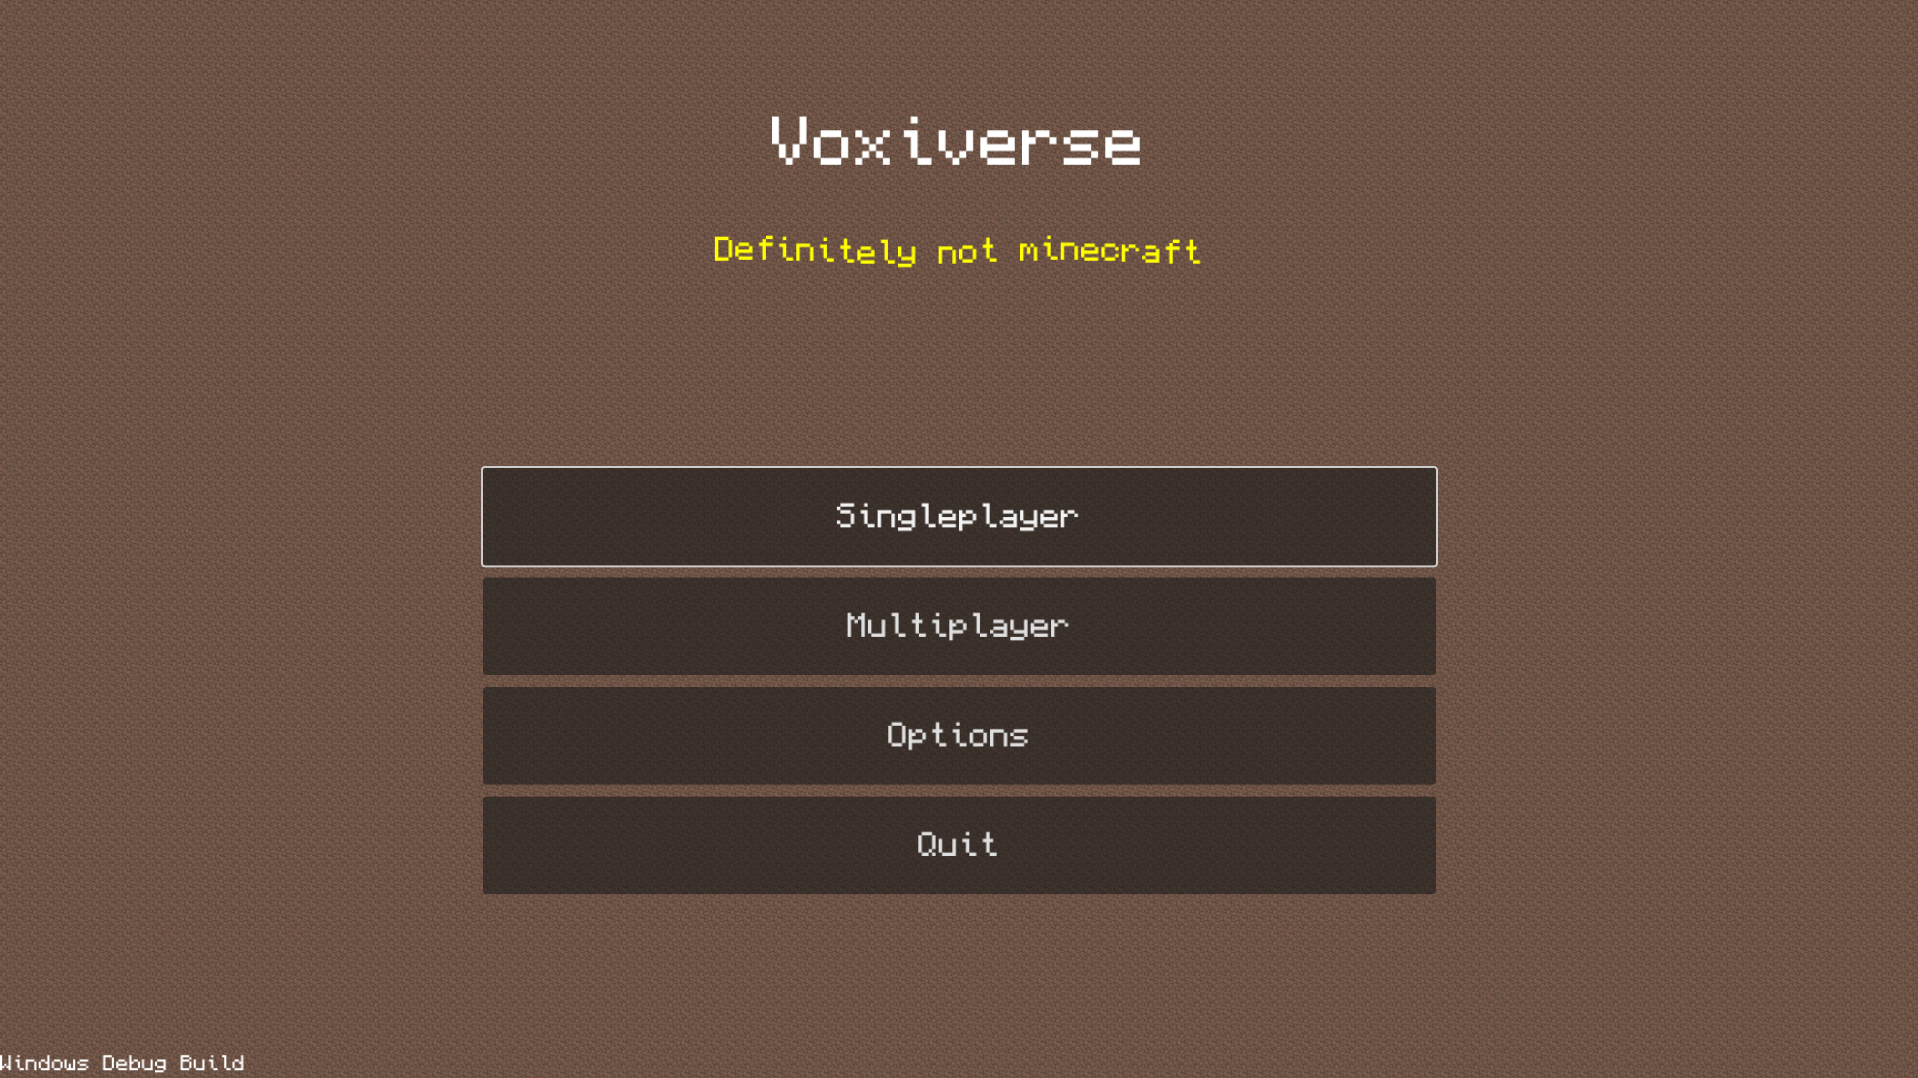 Voxiverse
Definitely not minecraft
Singleplayer
Multiplayer
Options
Quit
Windows Debug Build